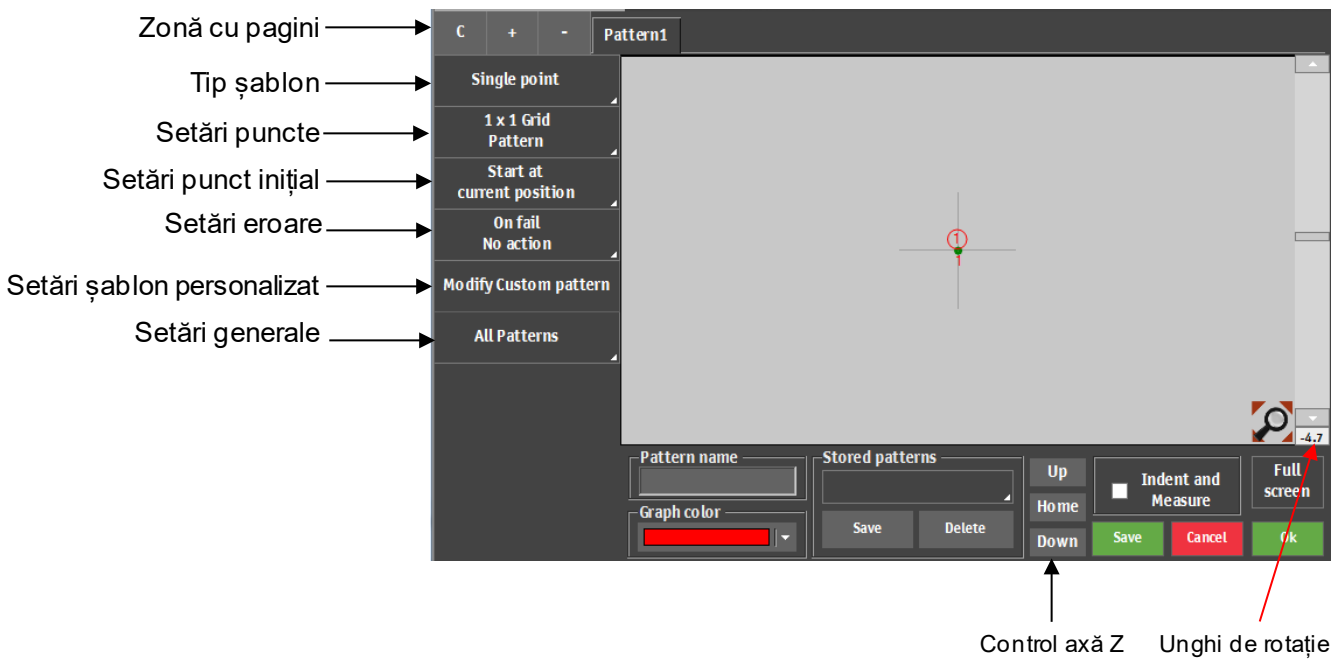 Zonă cu pagini
C + - Pattern1
Tip șablon
Single point
Setări puncte
1 x 1 Grid
Pattern
Setări punct inițial
Start at
current position
Setări eroare
On fail
No action
Setări șablon personalizat
Modify Custom pattern
Setări generale
All Patterns
1
1
-4.7
Pattern name
Graph color
Stored patterns
Save Delete
Up
Home
Down
Indent and
Measure
Full
screen
Save Cancel Ok
Control axă Z Unghi de rotație